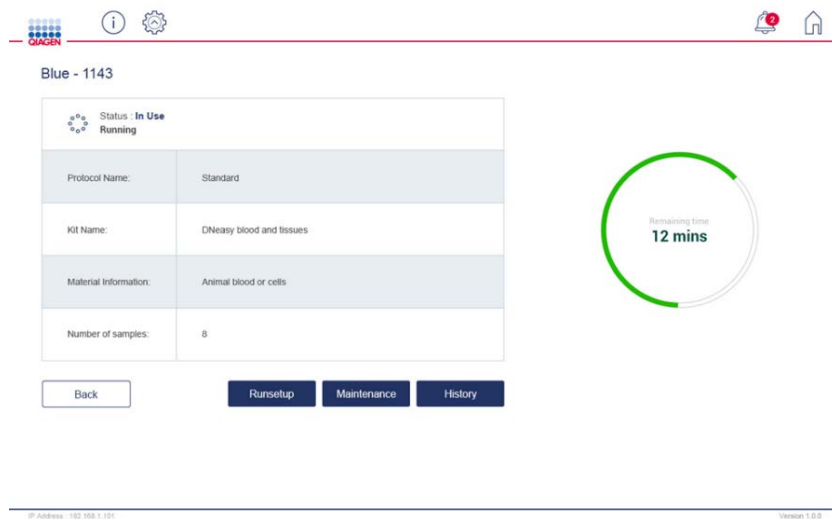 QIAGEN
2
Blue - 1143
Status : In Use
Running
Protocol Name: Standard
Kit Name: DNeasy blood and tissues
Material Information: Animal blood or cells
Number of samples: 8
Remaining time
12 mins
Back Runsetup Maintenance History
IP Address : 192.168.1.101 Version 1.0.0